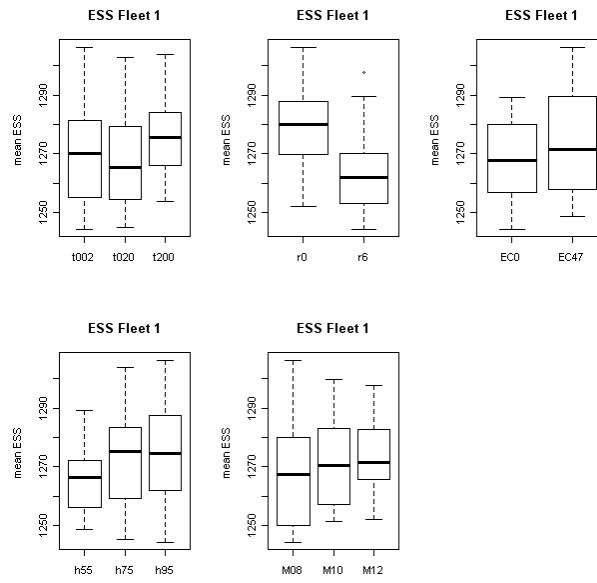 ESS Fleet 1
ESS Fleet 1
ESS Fleet 1
mean ESS
1250
1270
1290
t002
t020
t200
mean ESS
1250
1270
1290
r0
r6
mean ESS
1250
1270
1290
EC0
EC47
ESS Fleet 1
ESS Fleet 1
mean ESS
1250
1270
1290
h55
h75
h95
mean ESS
1250
1270
1290
M08
M10
M12